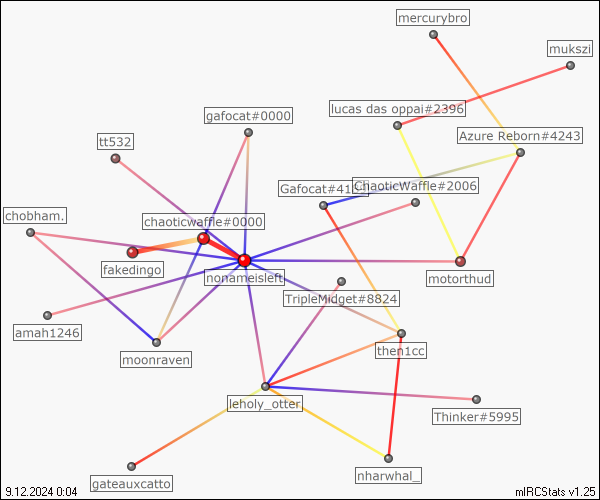 mercurybro
mukszi
lucas das oppai#2396
gafocat#0000
Azure Reborn#4243
tt532
ChaoticWaffle#2006
chobham.
chaoticwaffle#0000
fakedingo
nonameisleft
motorthud
TripleMidget#8824
amah1246
moonraven
then1cc
leholy_otter
Thinker#5995
gateauxcatto
nharwhal_
9.12.2024 0:04
mIRCStats v1.25